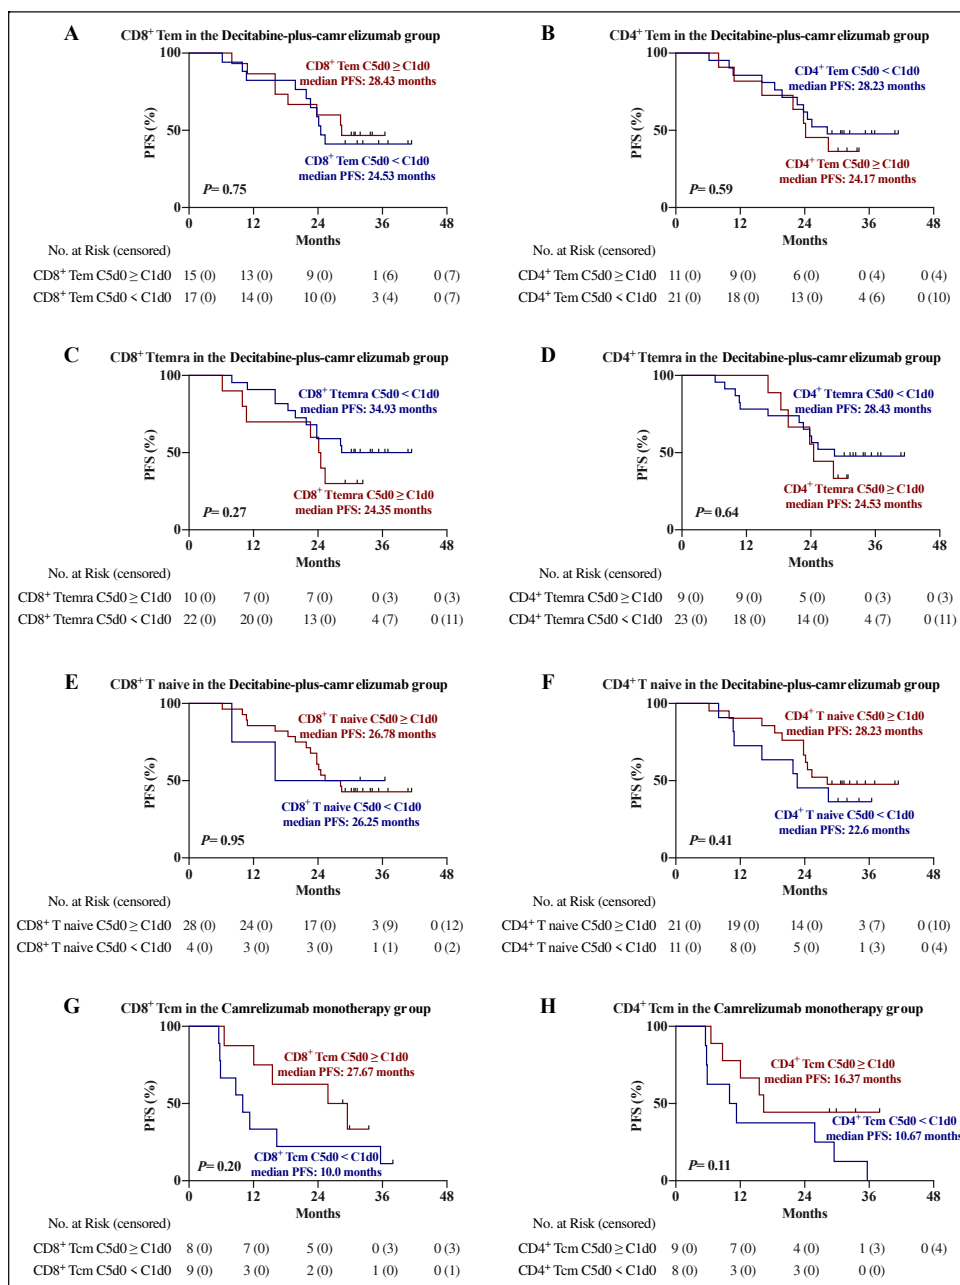 A CD8⁺ Tem in the Decitabine-plus-camrelizumab group
100
50
0
PFS (%)
CD8⁺ Tem C5d0 ≥ C1d0
median PFS: 28.43 months
CD8⁺ Tem C5d0 < C1d0
median PFS: 24.53 months
P= 0.75
0 12 24 36 48
Months
No. at Risk (censored)
CD8⁺ Tem C5d0 ≥ C1d0 15 (0) 13 (0) 9 (0) 1 (6) 0 (7)
CD8⁺ Tem C5d0 < C1d0 17 (0) 14 (0) 10 (0) 3 (4) 0 (7)
B CD4⁺ Tem in the Decitabine-plus-camrelizumab group
100
50
0
PFS (%)
CD4⁺ Tem C5d0 < C1d0
median PFS: 28.23 months
CD4⁺ Tem C5d0 ≥ C1d0
median PFS: 24.17 months
P= 0.59
0 12 24 36 48
Months
No. at Risk (censored)
CD4⁺ Tem C5d0 ≥ C1d0 11 (0) 9 (0) 6 (0) 0 (4) 0 (4)
CD4⁺ Tem C5d0 < C1d0 21 (0) 18 (0) 13 (0) 4 (6) 0 (10)
C CD8⁺ Ttemra in the Decitabine-plus-camrelizumab group
100
50
0
PFS (%)
CD8⁺ Ttemra C5d0 < C1d0
median PFS: 34.93 months
CD8⁺ Ttemra C5d0 ≥ C1d0
median PFS: 24.35 months
P= 0.27
0 12 24 36 48
Months
No. at Risk (censored)
CD8⁺ Ttemra C5d0 ≥ C1d0 10 (0) 7 (0) 7 (0) 0 (3) 0 (3)
CD8⁺ Ttemra C5d0 < C1d0 22 (0) 20 (0) 13 (0) 4 (7) 0 (11)
D CD4⁺ Ttemra in the Decitabine-plus-camrelizumab group
100
50
0
PFS (%)
CD4⁺ Ttemra C5d0 < C1d0
median PFS: 28.43 months
CD4⁺ Ttemra C5d0 ≥ C1d0
median PFS: 24.53 months
P= 0.64
0 12 24 36 48
Months
No. at Risk (censored)
CD4⁺ Ttemra C5d0 ≥ C1d0 9 (0) 9 (0) 5 (0) 0 (3) 0 (3)
CD4⁺ Ttemra C5d0 < C1d0 23 (0) 18 (0) 14 (0) 4 (7) 0 (11)
E CD8⁺ T naive in the Decitabine-plus-camrelizumab group
100
50
0
PFS (%)
CD8⁺ T naive C5d0 ≥ C1d0
median PFS: 26.78 months
CD8⁺ T naive C5d0 < C1d0
median PFS: 26.25 months
P= 0.95
0 12 24 36 48
Months
No. at Risk (censored)
CD8⁺ T naive C5d0 ≥ C1d0 28 (0) 24 (0) 17 (0) 3 (9) 0 (12)
CD8⁺ T naive C5d0 < C1d0 4 (0) 3 (0) 3 (0) 1 (1) 0 (2)
F CD4⁺ T naive in the Decitabine-plus-camrelizumab group
100
50
0
PFS (%)
CD4⁺ T naive C5d0 ≥ C1d0
median PFS: 28.23 months
CD4⁺ T naive C5d0 < C1d0
median PFS: 22.6 months
P= 0.41
0 12 24 36 48
Months
No. at Risk (censored)
CD4⁺ T naive C5d0 ≥ C1d0 21 (0) 19 (0) 14 (0) 3 (7) 0 (10)
CD4⁺ T naive C5d0 < C1d0 11 (0) 8 (0) 5 (0) 1 (3) 0 (4)
G CD8⁺ Tcm in the Camrelizumab monotherapy group
100
50
0
PFS (%)
CD8⁺ Tcm C5d0 ≥ C1d0
median PFS: 27.67 months
CD8⁺ Tcm C5d0 < C1d0
median PFS: 10.0 months
P= 0.20
0 12 24 36 48
Months
No. at Risk (censored)
CD8⁺ Tcm C5d0 ≥ C1d0 8 (0) 7 (0) 5 (0) 0 (3) 0 (3)
CD8⁺ Tcm C5d0 < C1d0 9 (0) 3 (0) 2 (0) 1 (0) 0 (1)
H CD4⁺ Tcm in the Camrelizumab monotherapy group
100
50
0
PFS (%)
CD4⁺ Tcm C5d0 ≥ C1d0
median PFS: 16.37 months
CD4⁺ Tcm C5d0 < C1d0
median PFS: 10.67 months
P= 0.11
0 12 24 36 48
Months
No. at Risk (censored)
CD4⁺ Tcm C5d0 ≥ C1d0 9 (0) 7 (0) 4 (0) 1 (3) 0 (4)
CD4⁺ Tcm C5d0 < C1d0 8 (0) 3 (0) 3 (0) 0 (0)